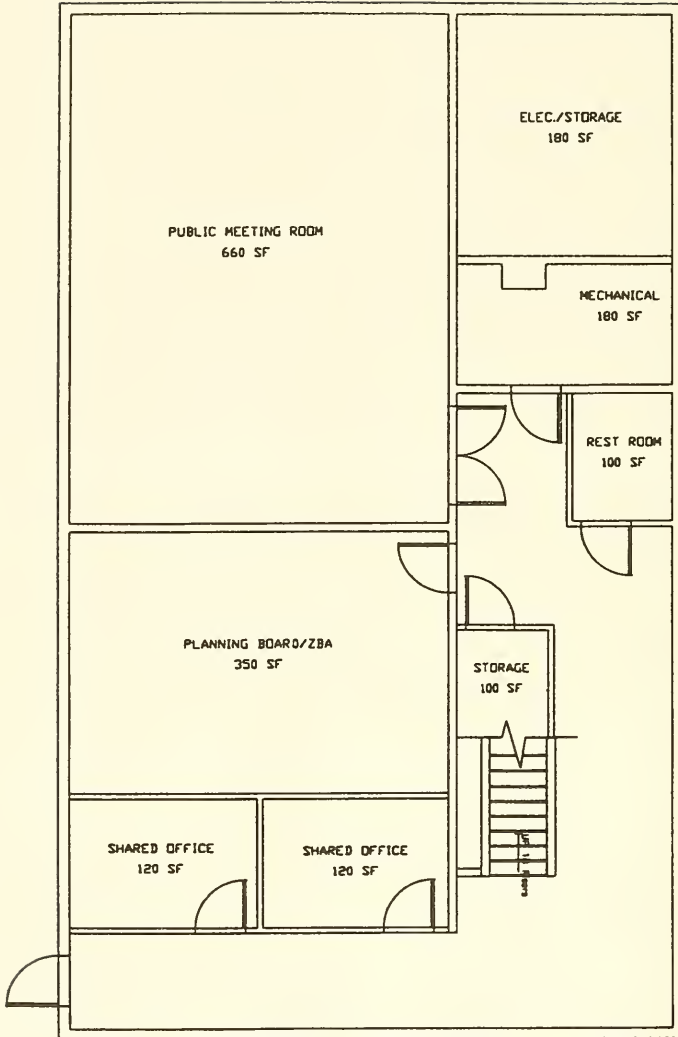 ELEC./STORAGE
180 SF
PUBLIC MEETING ROOM
660 SF
MECHANICAL
180 SF
REST ROOM
100 SF
PLANNING BOARD/ZBA
350 SF
STORAGE
100 SF
SHARED OFFICE
120 SF
SHARED OFFICE
120 SF